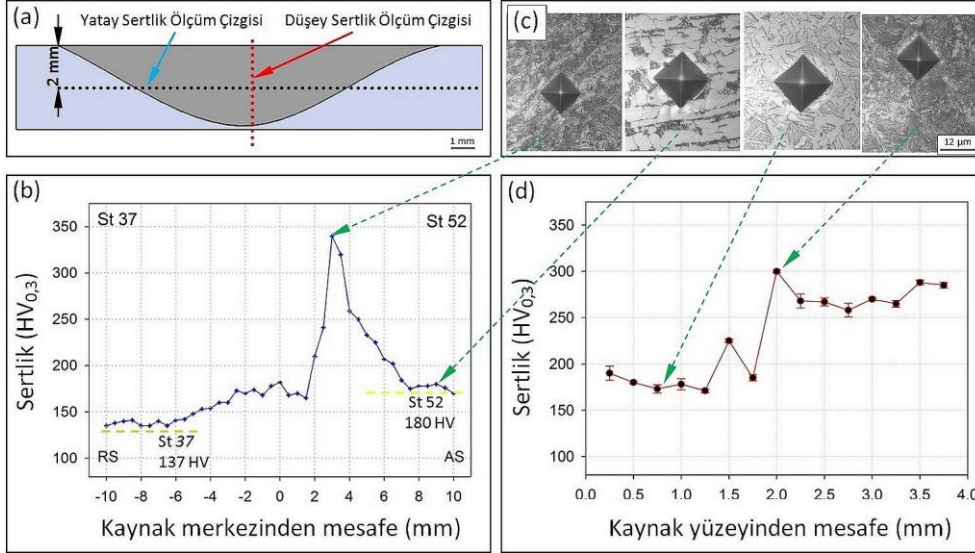 (a)
Yatay Sertlik Ölçüm Çizgisi
Düşey Sertlik Ölçüm Çizgisi
2 mm
1 mm
(c)
12 µm
(b)
St 37
St 52
Sertlik (HV0,3)
350
300
250
200
150
100
St 37
137 HV
St 52
180 HV
RS
AS
-10 -8 -6 -4 -2 0 2 4 6 8 10
Kaynak merkezinden mesafe (mm)
(d)
Sertlik (HV0,3)
350
300
250
200
150
100
0.0 0.5 1.0 1.5 2.0 2.5 3.0 3.5 4.0
Kaynak yüzeyinden mesafe (mm)